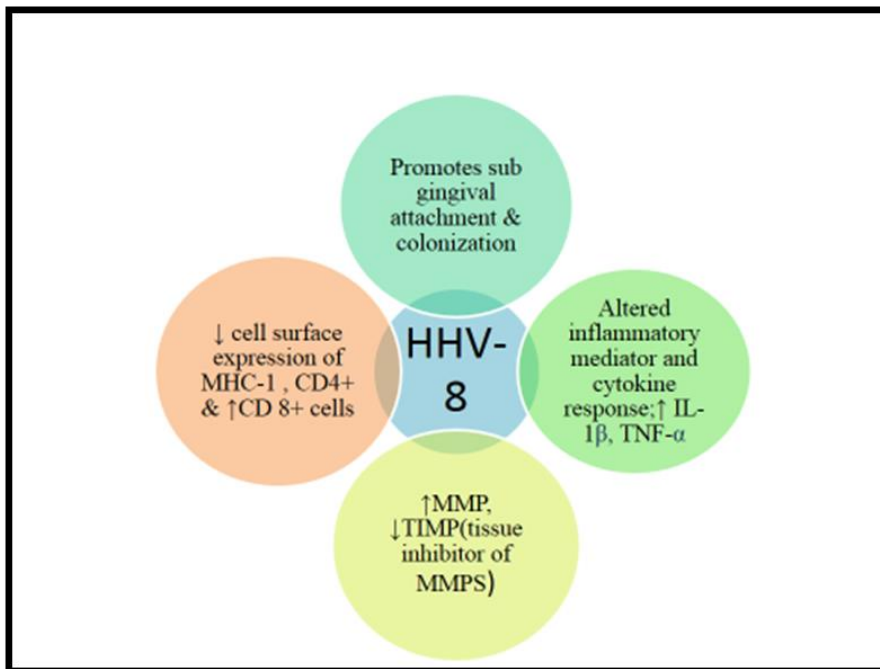 Promotes sub
gingival
attachment &
colonization
↓ cell surface
expression of
MHC-1 , CD4+
& ↑CD 8+ cells
HHV-
8
Altered
inflammatory
mediator and
cytokine
response;↑ IL-
1β, TNF-α
↑MMP,
↓TIMP(tissue
inhibitor of
MMPS)